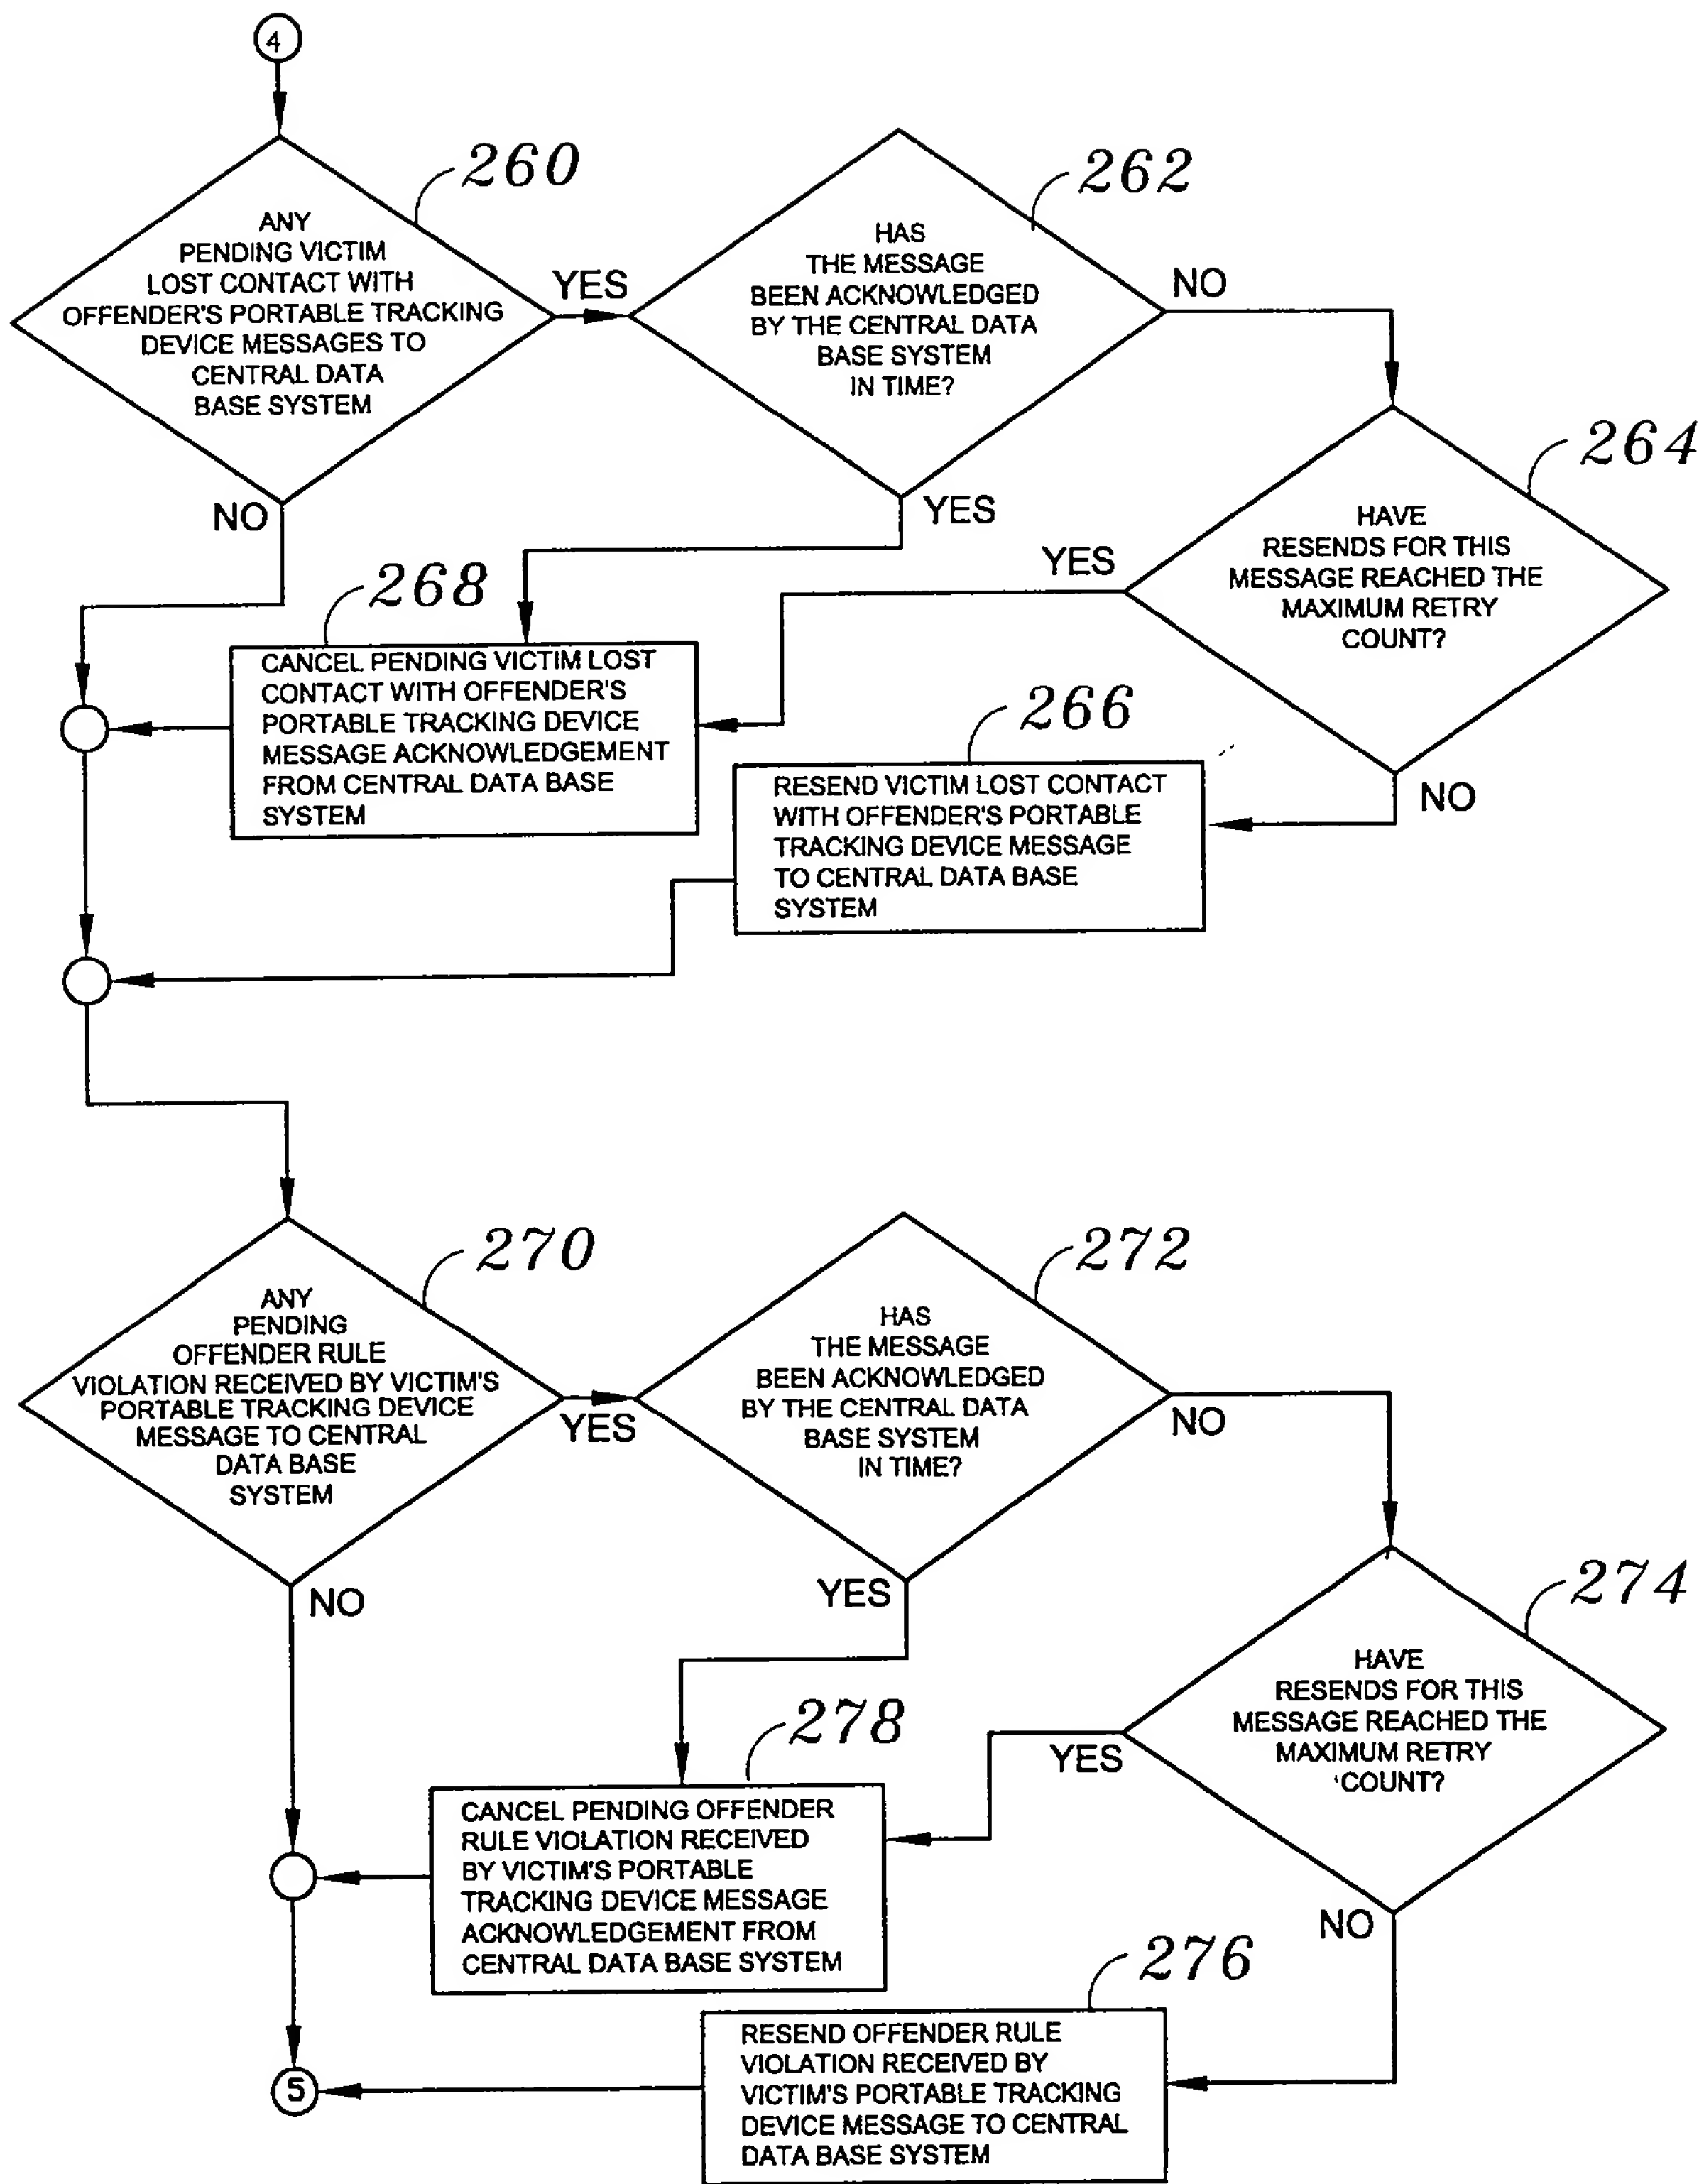 4
260
ANY
PENDING VICTIM
LOST CONTACT WITH
OFFENDER'S PORTABLE TRACKING
DEVICE MESSAGES TO
CENTRAL DATA
BASE SYSTEM
YES
NO
262
HAS
THE MESSAGE
BEEN ACKNOWLEDGED
BY THE CENTRAL DATA
BASE SYSTEM
IN TIME?
NO
YES
264
HAVE
RESENDS FOR THIS
MESSAGE REACHED THE
MAXIMUM RETRY
COUNT?
YES
NO
268
CANCEL PENDING VICTIM LOST
CONTACT WITH OFFENDER'S
PORTABLE TRACKING DEVICE
MESSAGE ACKNOWLEDGEMENT
FROM CENTRAL DATA BASE
SYSTEM
266
RESEND VICTIM LOST CONTACT
WITH OFFENDER'S PORTABLE
TRACKING DEVICE MESSAGE
TO CENTRAL DATA BASE
SYSTEM
270
ANY
PENDING
OFFENDER RULE
VIOLATION RECEIVED BY VICTIM'S
PORTABLE TRACKING DEVICE
MESSAGE TO CENTRAL
DATA BASE
SYSTEM
YES
NO
272
HAS
THE MESSAGE
BEEN ACKNOWLEDGED
BY THE CENTRAL DATA
BASE SYSTEM
IN TIME?
NO
YES
274
HAVE
RESENDS FOR THIS
MESSAGE REACHED THE
MAXIMUM RETRY
COUNT?
YES
NO
278
CANCEL PENDING OFFENDER
RULE VIOLATION RECEIVED
BY VICTIM'S PORTABLE
TRACKING DEVICE MESSAGE
ACKNOWLEDGEMENT FROM
CENTRAL DATA BASE SYSTEM
276
RESEND OFFENDER RULE
VIOLATION RECEIVED BY
VICTIM'S PORTABLE TRACKING
DEVICE MESSAGE TO CENTRAL
DATA BASE SYSTEM
5